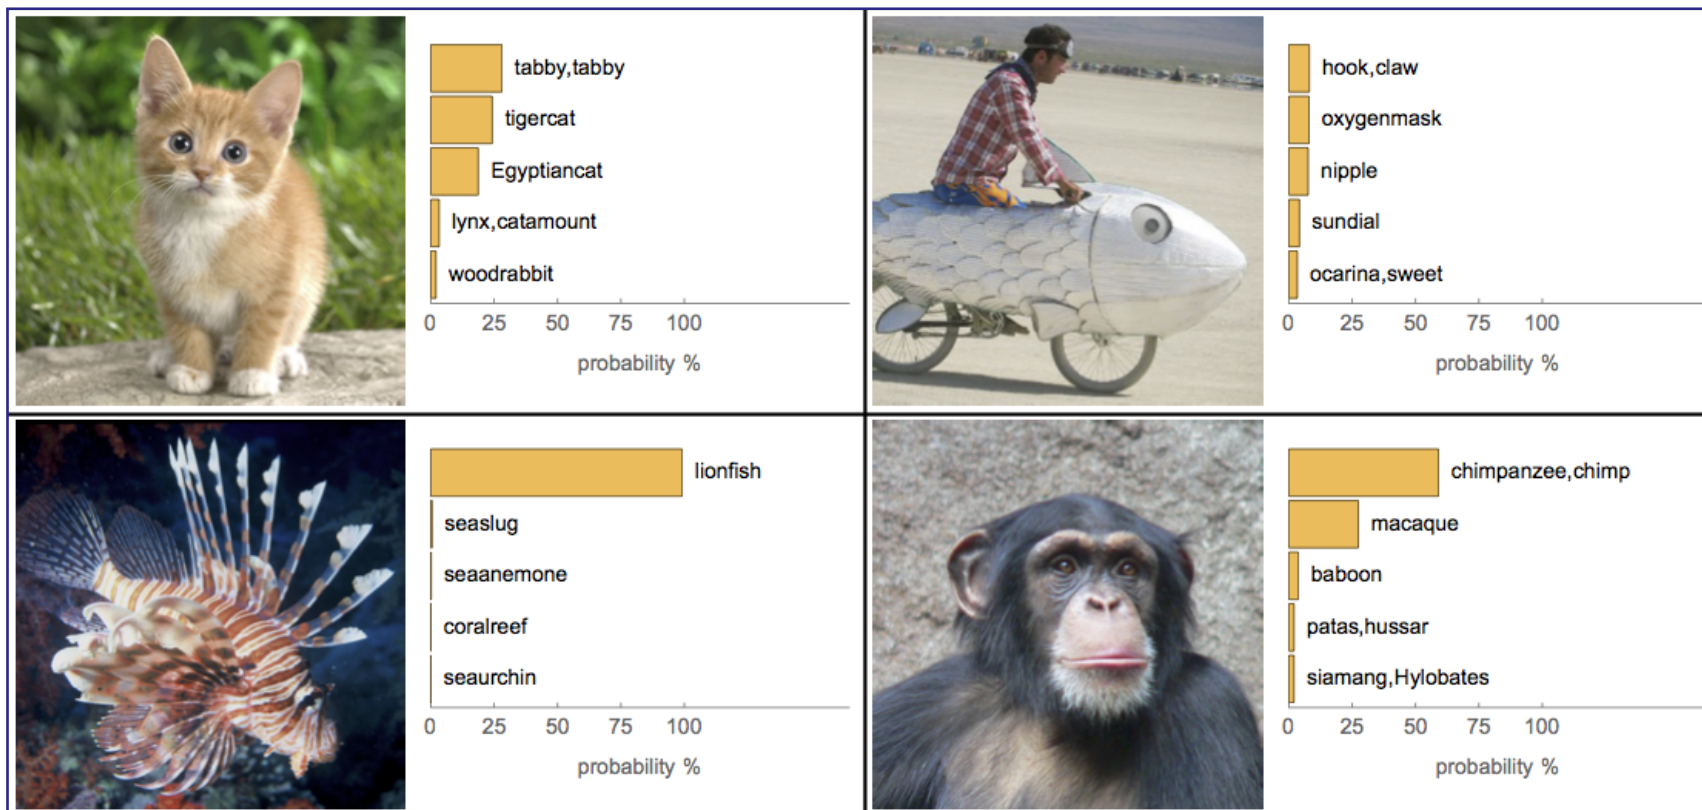 tabby,tabby
tigercat
Egyptiancat
lynx,catamount
woodrabbit
0 25 50 75 100
probability %
hook,claw
oxygenmask
nipple
sundial
ocarina,sweet
0 25 50 75 100
probability %
lionfish
seaslug
seaanemone
coralreef
seaurchin
0 25 50 75 100
probability %
chimpanzee,chimp
macaque
baboon
patas,hussar
siamang,Hylobates
0 25 50 75 100
probability %